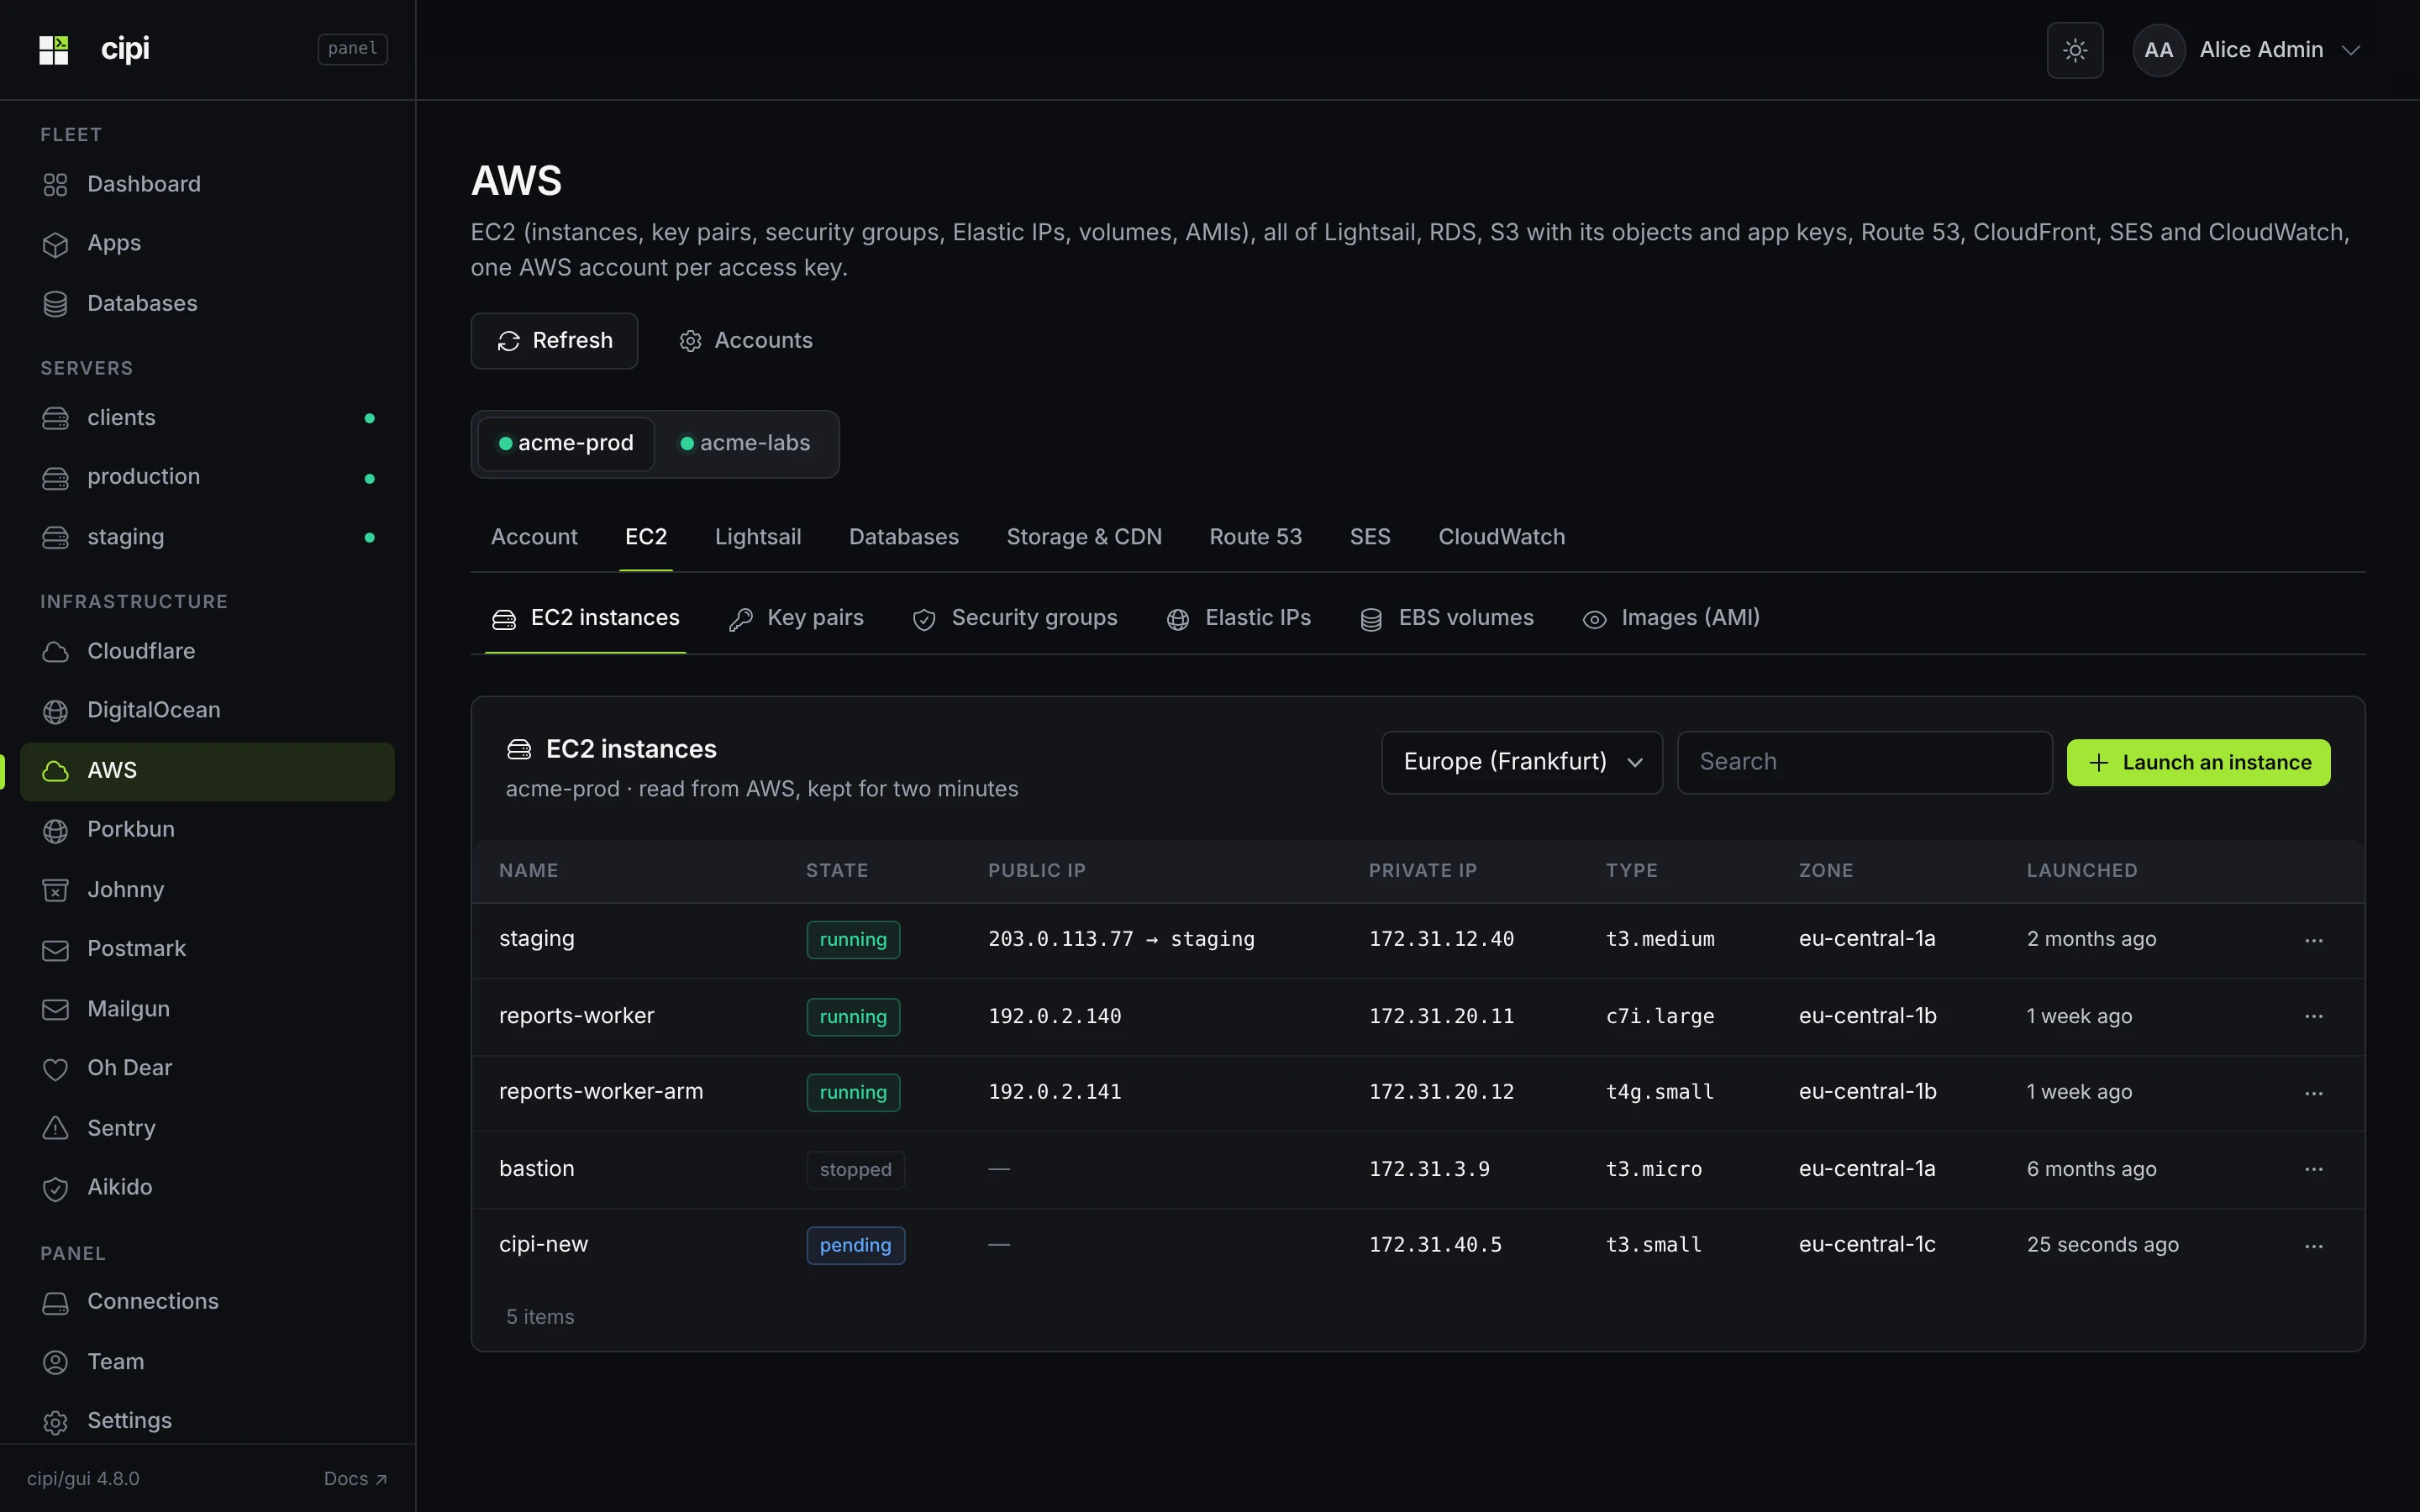 cipi
panel
AA
Alice Admin
FLEET
Dashboard
Apps
Databases
SERVERS
clients
production
staging
INFRASTRUCTURE
Cloudflare
DigitalOcean
AWS
Porkbun
Johnny
Postmark
Mailgun
Oh Dear
Sentry
Aikido
PANEL
Connections
Team
Settings
cipi/gui 4.8.0
Docs ↗
AWS
EC2 (instances, key pairs, security groups, Elastic IPs, volumes, AMIs), all of Lightsail, RDS, S3 with its objects and app keys, Route 53, CloudFront, SES and CloudWatch,
one AWS account per access key.
Refresh
Accounts
acme-prod
acme-labs
Account EC2 Lightsail Databases Storage & CDN Route 53 SES CloudWatch
EC2 instances Key pairs Security groups Elastic IPs EBS volumes Images (AMI)
EC2 instances
acme-prod · read from AWS, kept for two minutes
Europe (Frankfurt)
Search
+ Launch an instance
NAME STATE PUBLIC IP PRIVATE IP TYPE ZONE LAUNCHED
staging running 203.0.113.77 → staging 172.31.12.40 t3.medium eu-central-1a 2 months ago ...
reports-worker running 192.0.2.140 172.31.20.11 c7i.large eu-central-1b 1 week ago ...
reports-worker-arm running 192.0.2.141 172.31.20.12 t4g.small eu-central-1b 1 week ago ...
bastion stopped — 172.31.3.9 t3.micro eu-central-1a 6 months ago ...
cipi-new pending — 172.31.40.5 t3.small eu-central-1c 25 seconds ago ...
5 items